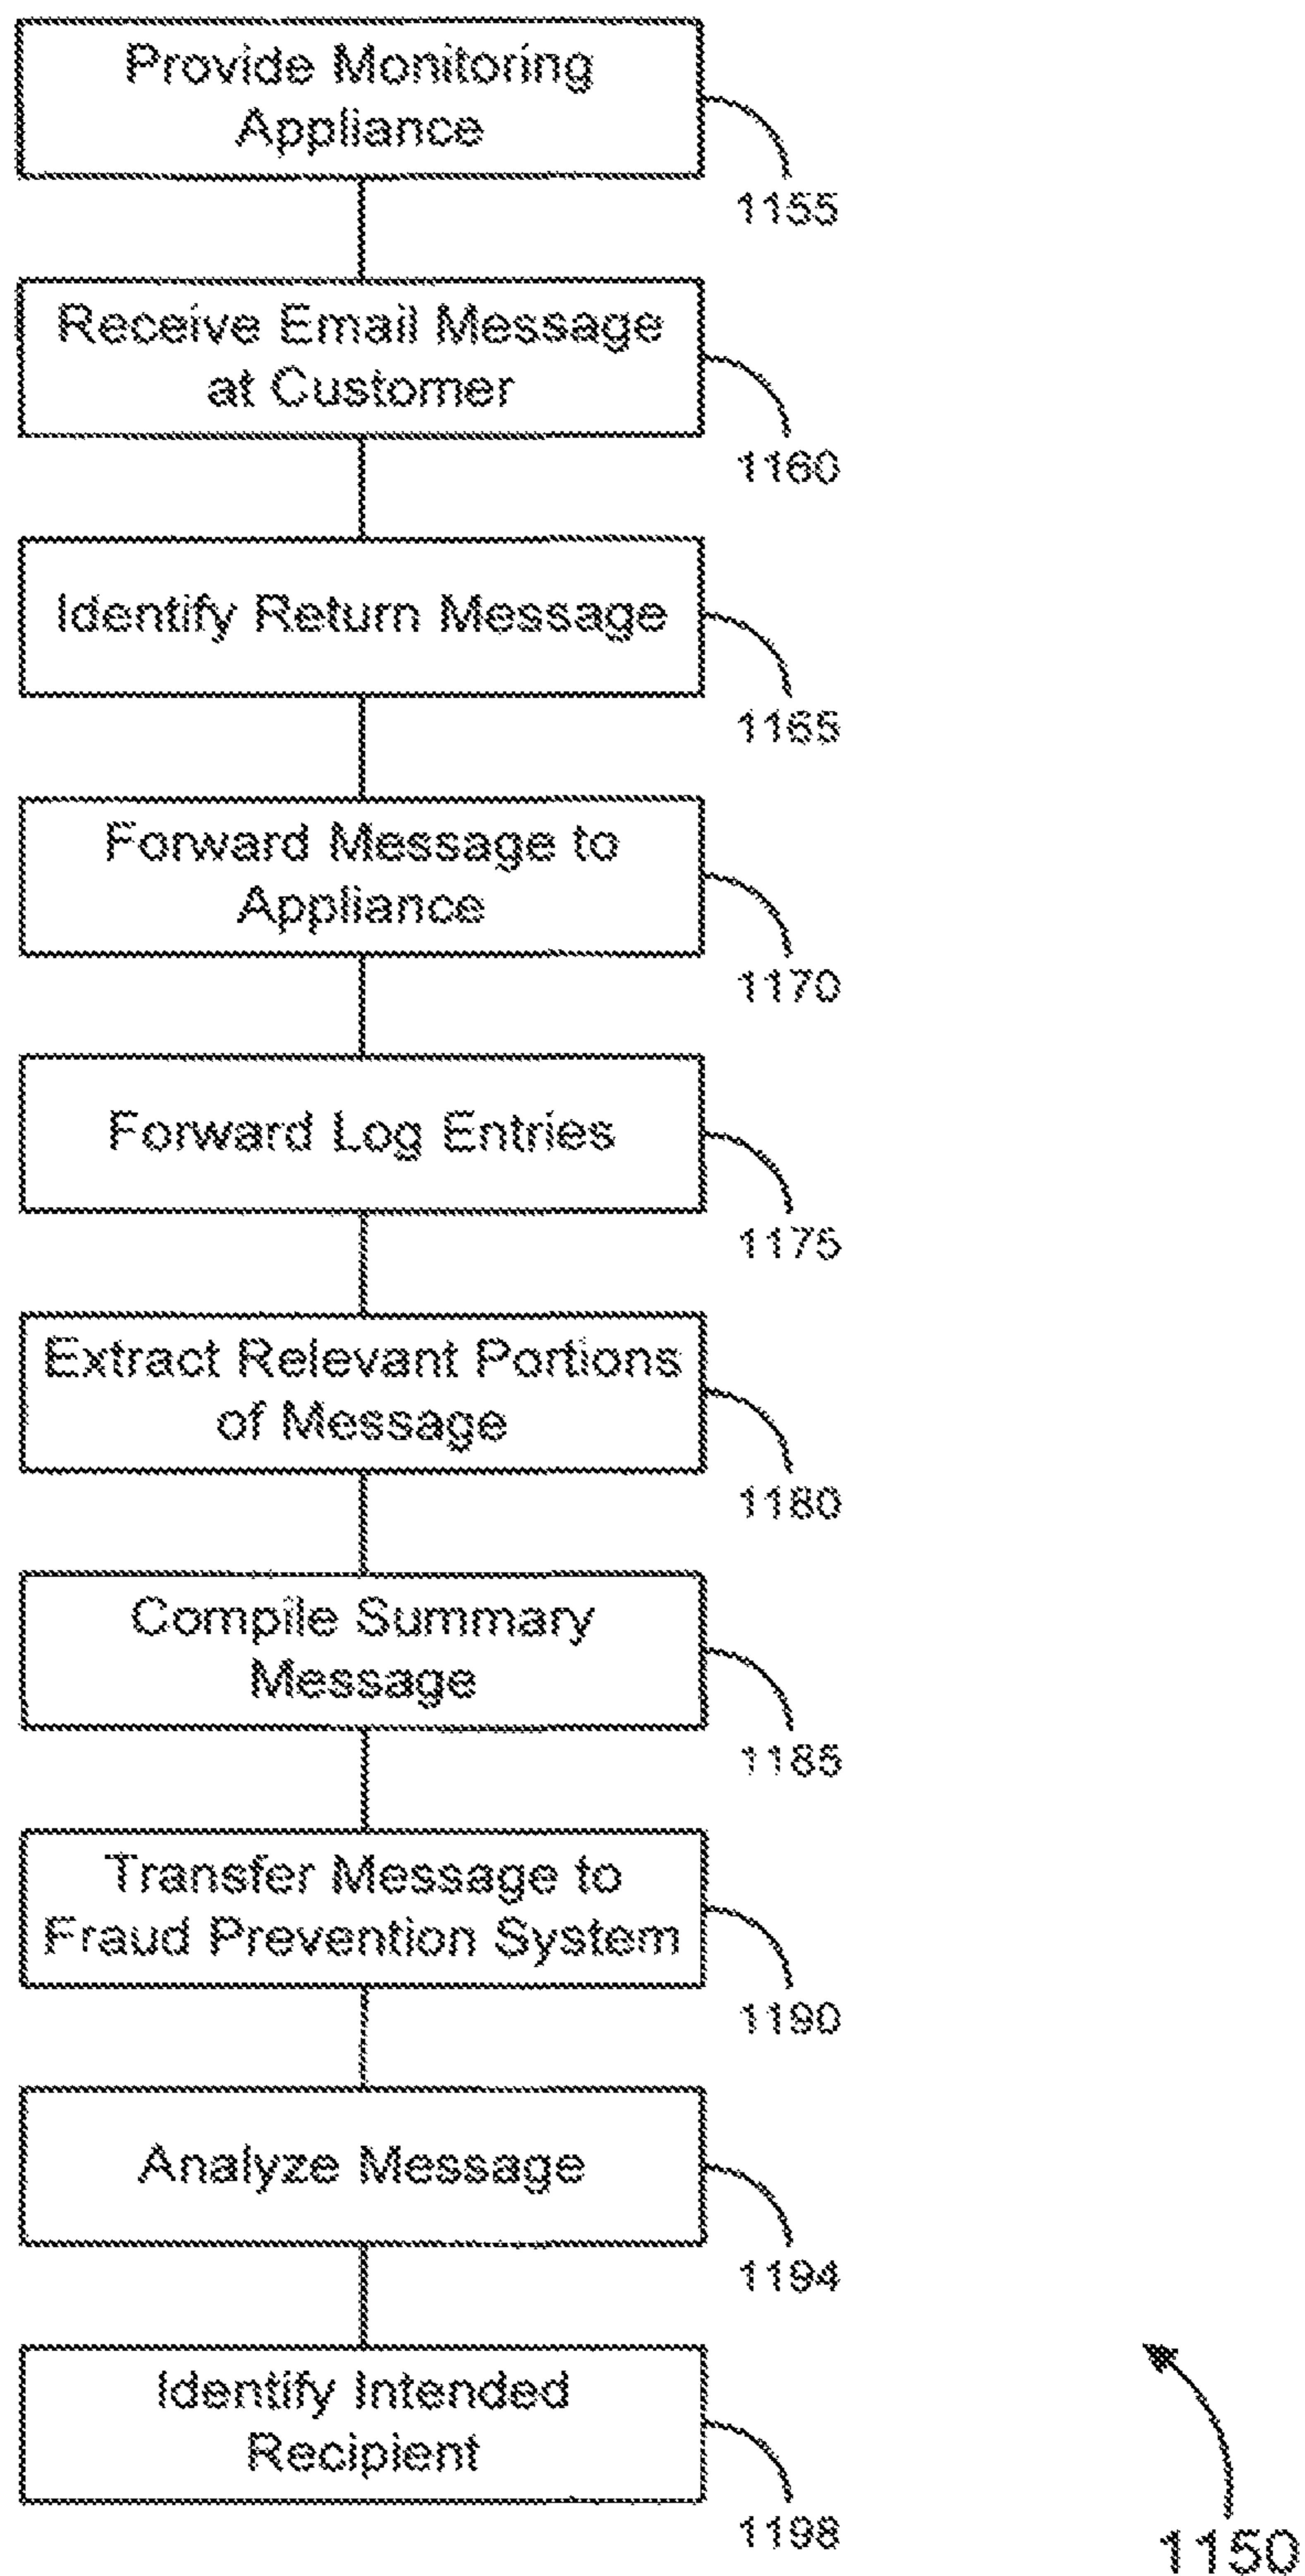 Provide Monitoring
Appliance
1155
Receive Email Message
at Customer
1160
Identify Return Message
1165
Forward Message to
Appliance
1170
Forward Log Entries
1175
Extract Relevant Portions
of Message
1180
Compile Summary
Message
1185
Transfer Message to
Fraud Prevention System
1190
Analyze Message
1194
Identify Intended
Recipient
1198
1150